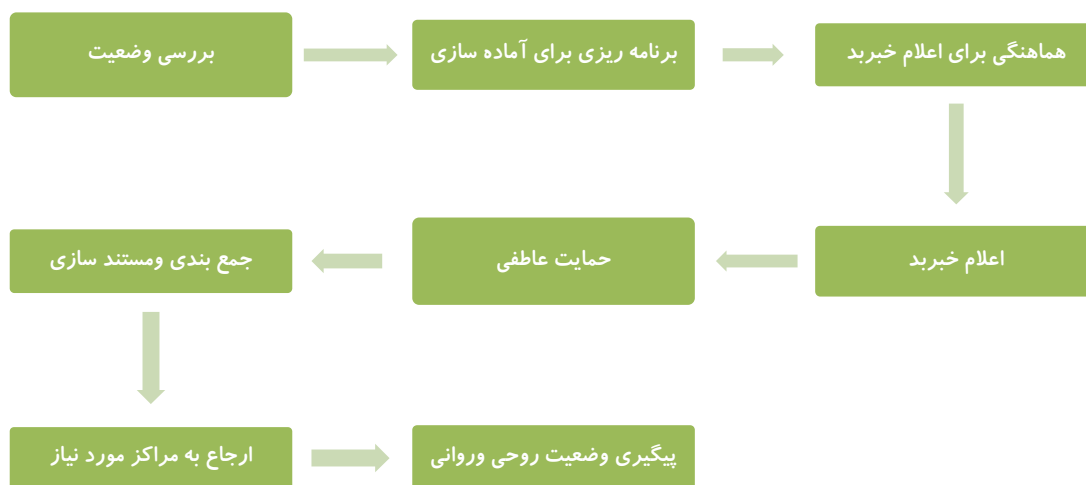 بررسی وضعیت
برنامه ریزی برای آماده سازی
هماهنگی برای اعلام خبربد
اعلام خبربد
حمایت عاطفی
جمع بندی ومستند سازی
ارجاع به مراکز مورد نیاز
پیگیری وضعیت روحی وروانی